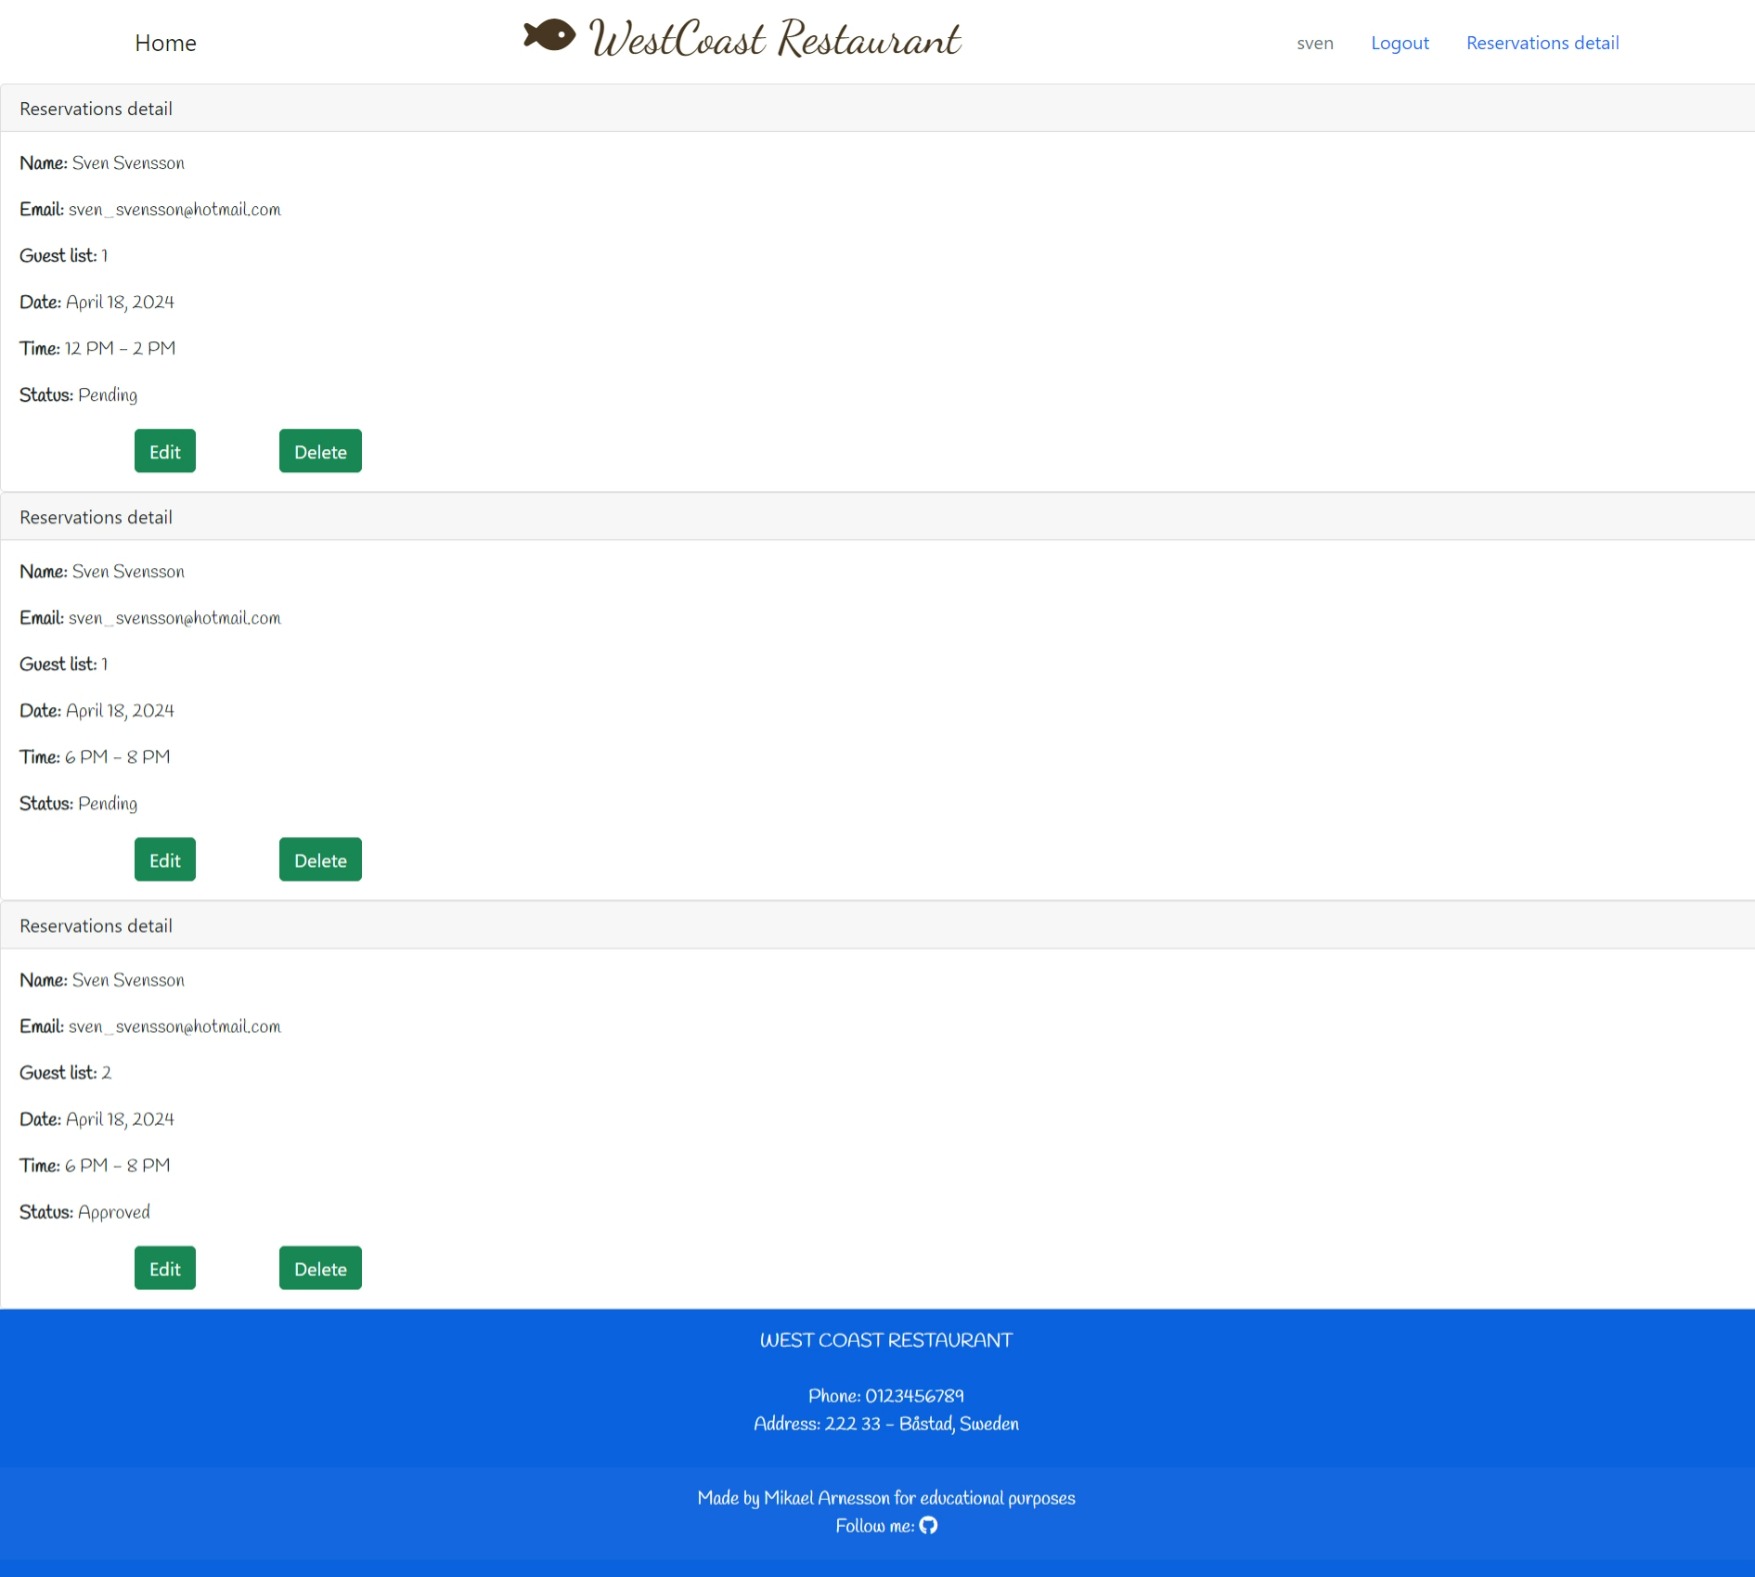 Home
WestCoast Restaurant
sven Logout Reservations detail
Reservations detail
Name: Sven Svensson
Email: sven_svensson@hotmail.com
Guest list: 1
Date: April 18, 2024
Time: 12 PM - 2 PM
Status: Pending
Edit Delete
Reservations detail
Name: Sven Svensson
Email: sven_svensson@hotmail.com
Guest list: 1
Date: April 18, 2024
Time: 6 PM - 8 PM
Status: Pending
Edit Delete
Reservations detail
Name: Sven Svensson
Email: sven_svensson@hotmail.com
Guest list: 2
Date: April 18, 2024
Time: 6 PM - 8 PM
Status: Approved
Edit Delete
WEST COAST RESTAURANT
Phone: 0123456789
Address: 222 33 - Båstad, Sweden
Made by Mikael Arnesson for educational purposes
Follow me: